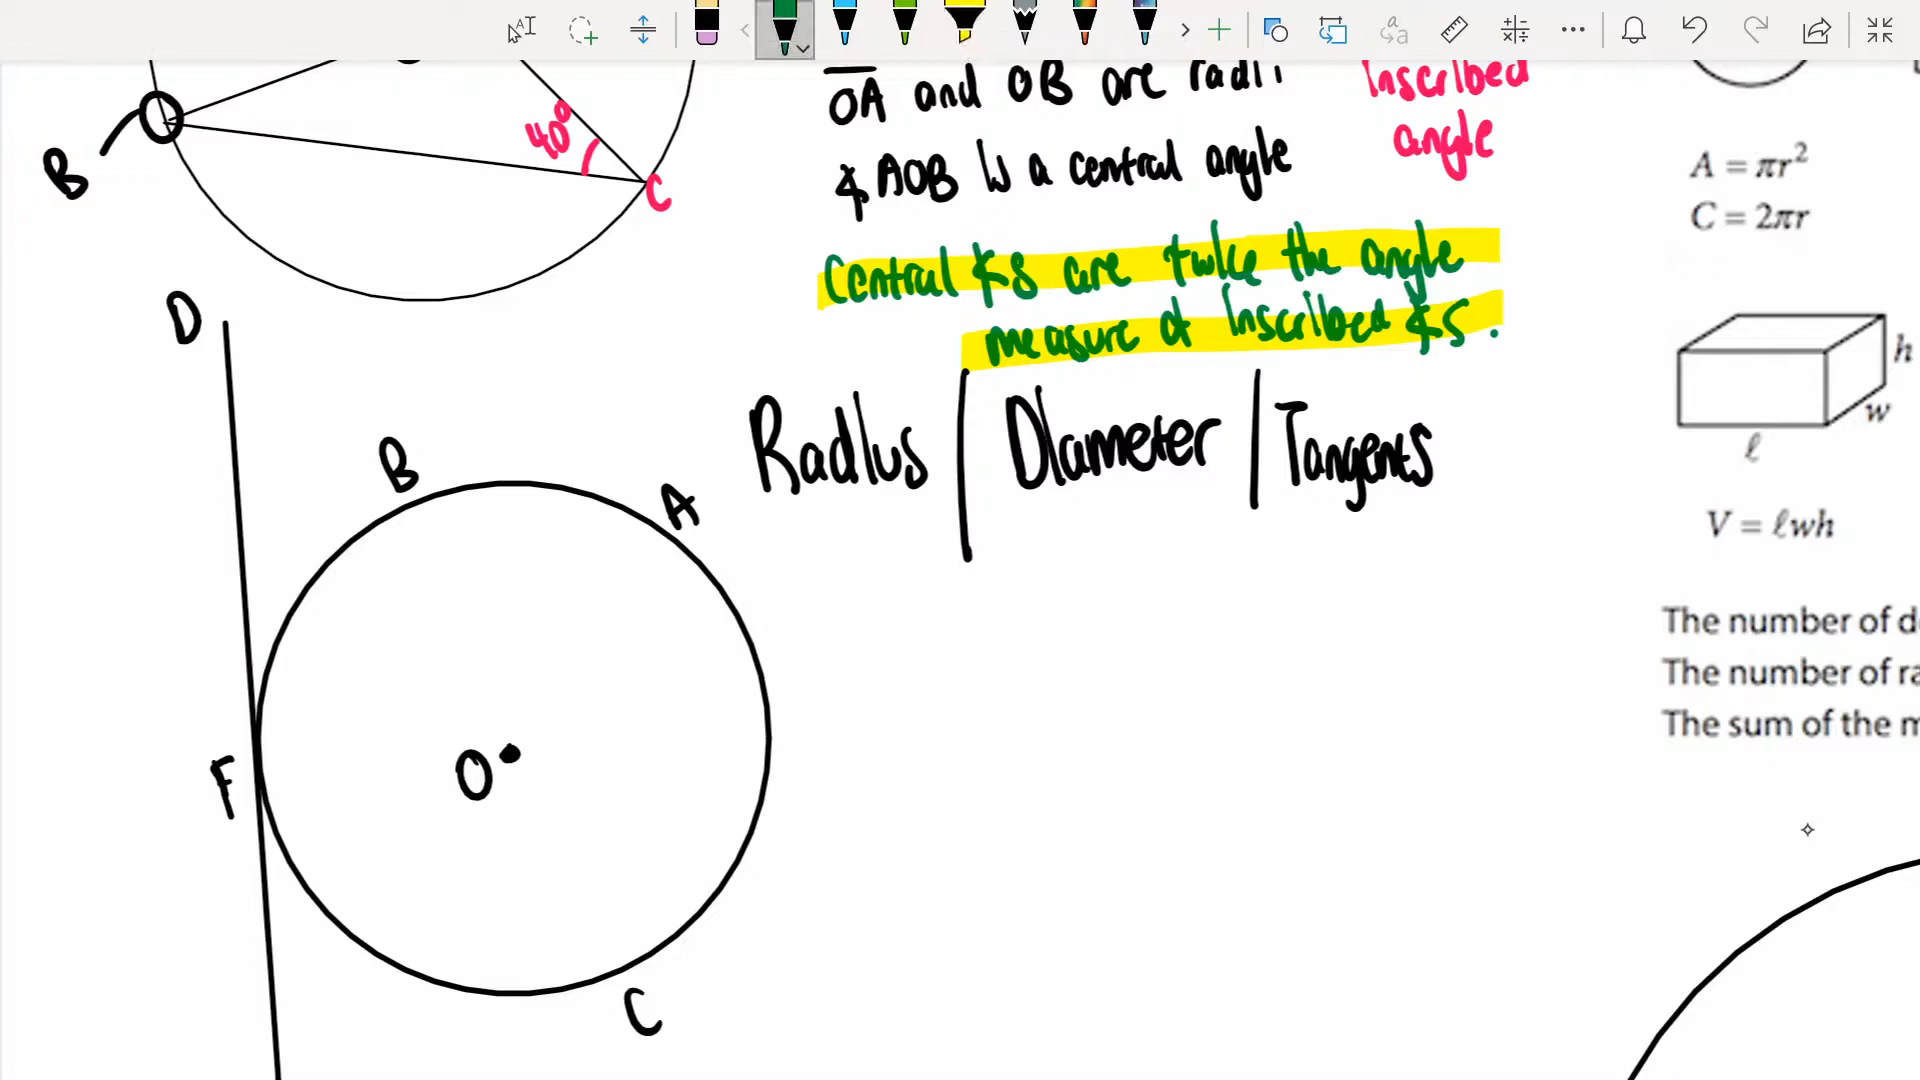 OA and OB are radii
Inscribed
angle
∡AOB is a central angle
40°
B
C
Central ∡s are twice the angle
measure of Inscribed ∡s.
A = πr²
C = 2πr
h
w
ℓ
V = ℓwh
D
Radius | Diameter | Tangents
B
A
F
O
C
The number of d
The number of ra
The sum of the m